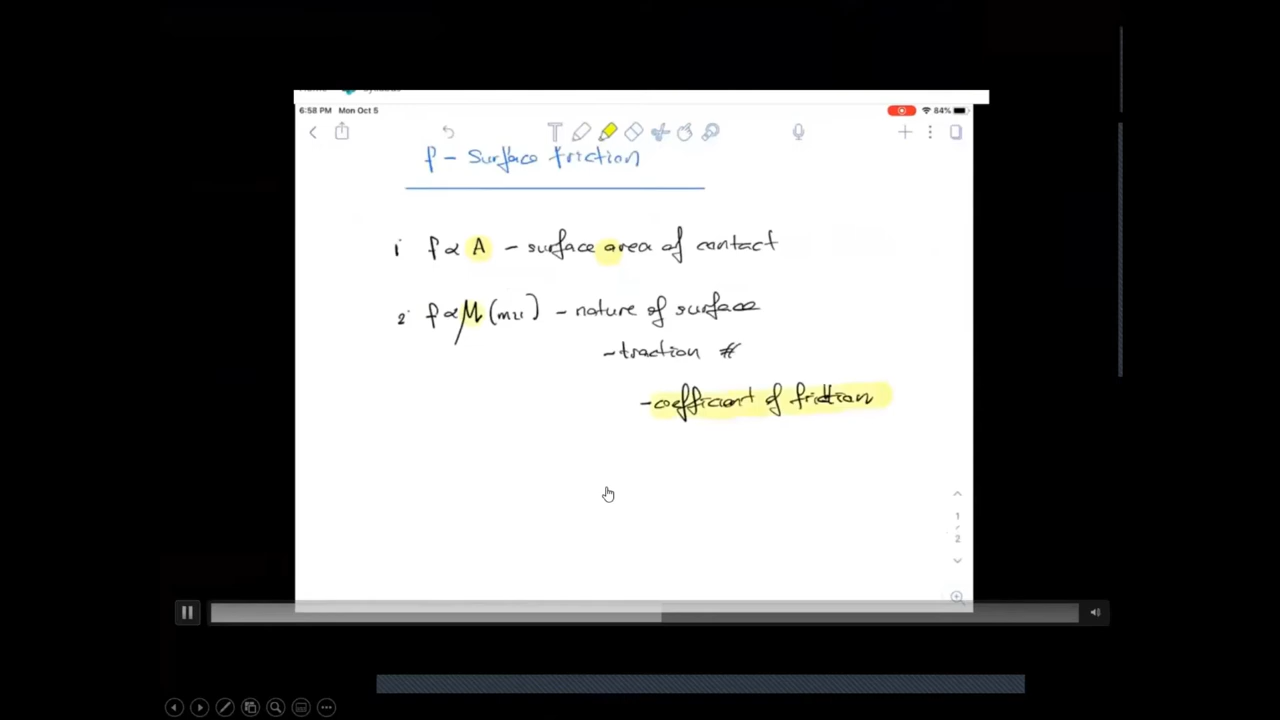 6:58 PM Mon Oct 5
84%
f - Surface friction
1 f ∝ A - surface area of contact
2 f ∝ μ (mu) - nature of surface
- traction #
- coefficient of friction
1
2